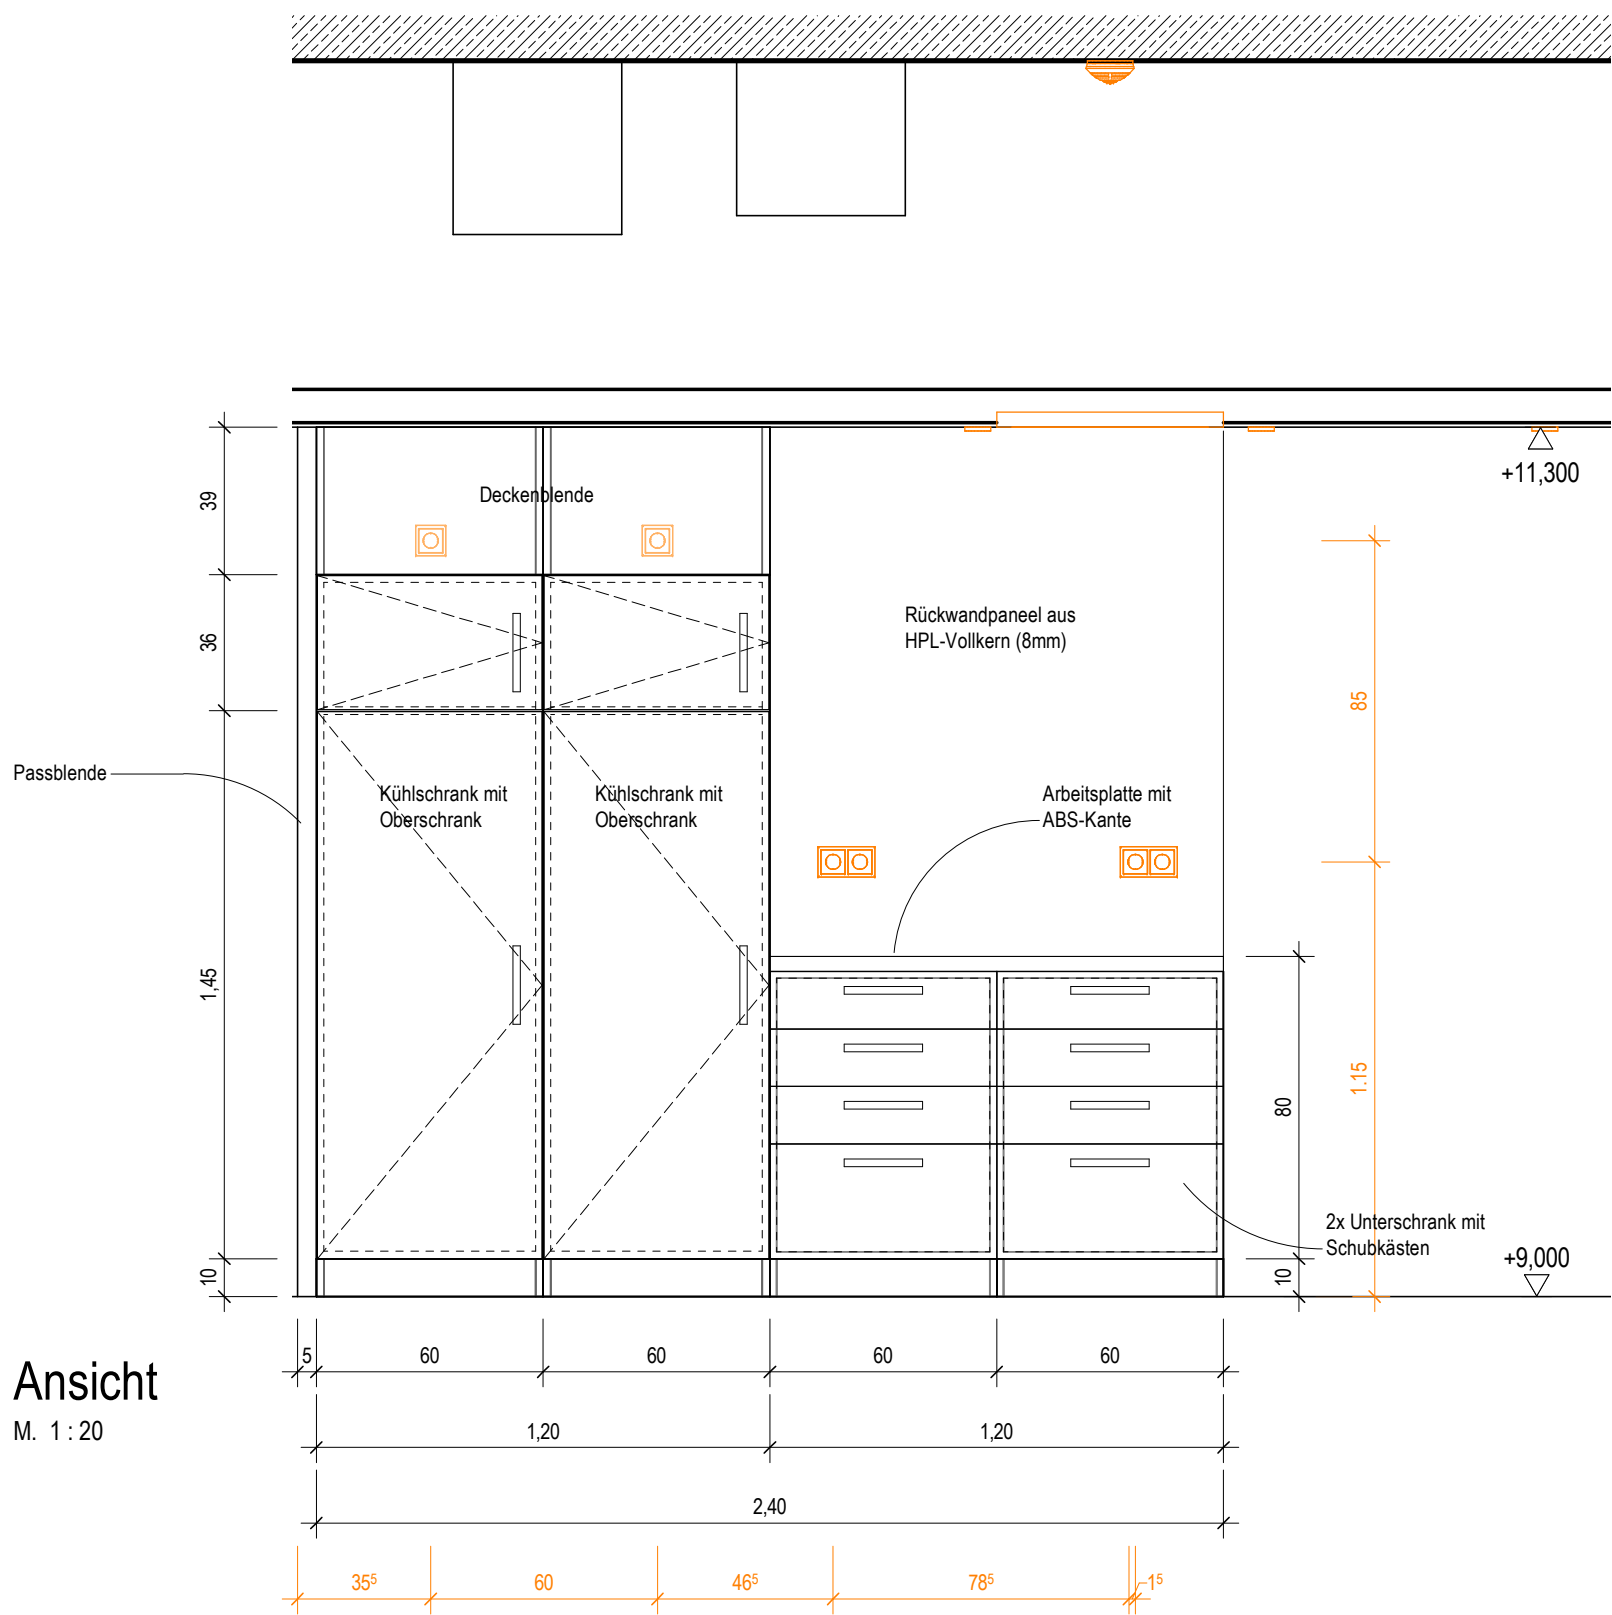 +11,300
39
Deckenblende
36
Rückwandpaneel aus
HPL-Vollkern (8mm)
85
Passblende
Kühlschrank mit
Oberschrank
Kühlschrank mit
Oberschrank
Arbeitsplatte mit
ABS-Kante
1,45
1.15
80
2x Unterschrank mit
Schubkästen
+9,000
10
10
Ansicht
M. 1 : 20
5 60 60 60 60
1,20 1,20
2,40
35⁵ 60 46⁵ 78⁵ 1⁵